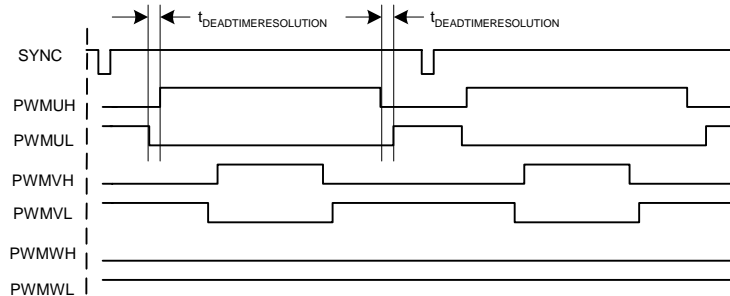 tDEADTIMERESOLUTION tDEADTIMERESOLUTION
SYNC
PWMUH
PWMUL
PWMVH
PWMVL
PWMWH
PWMWL